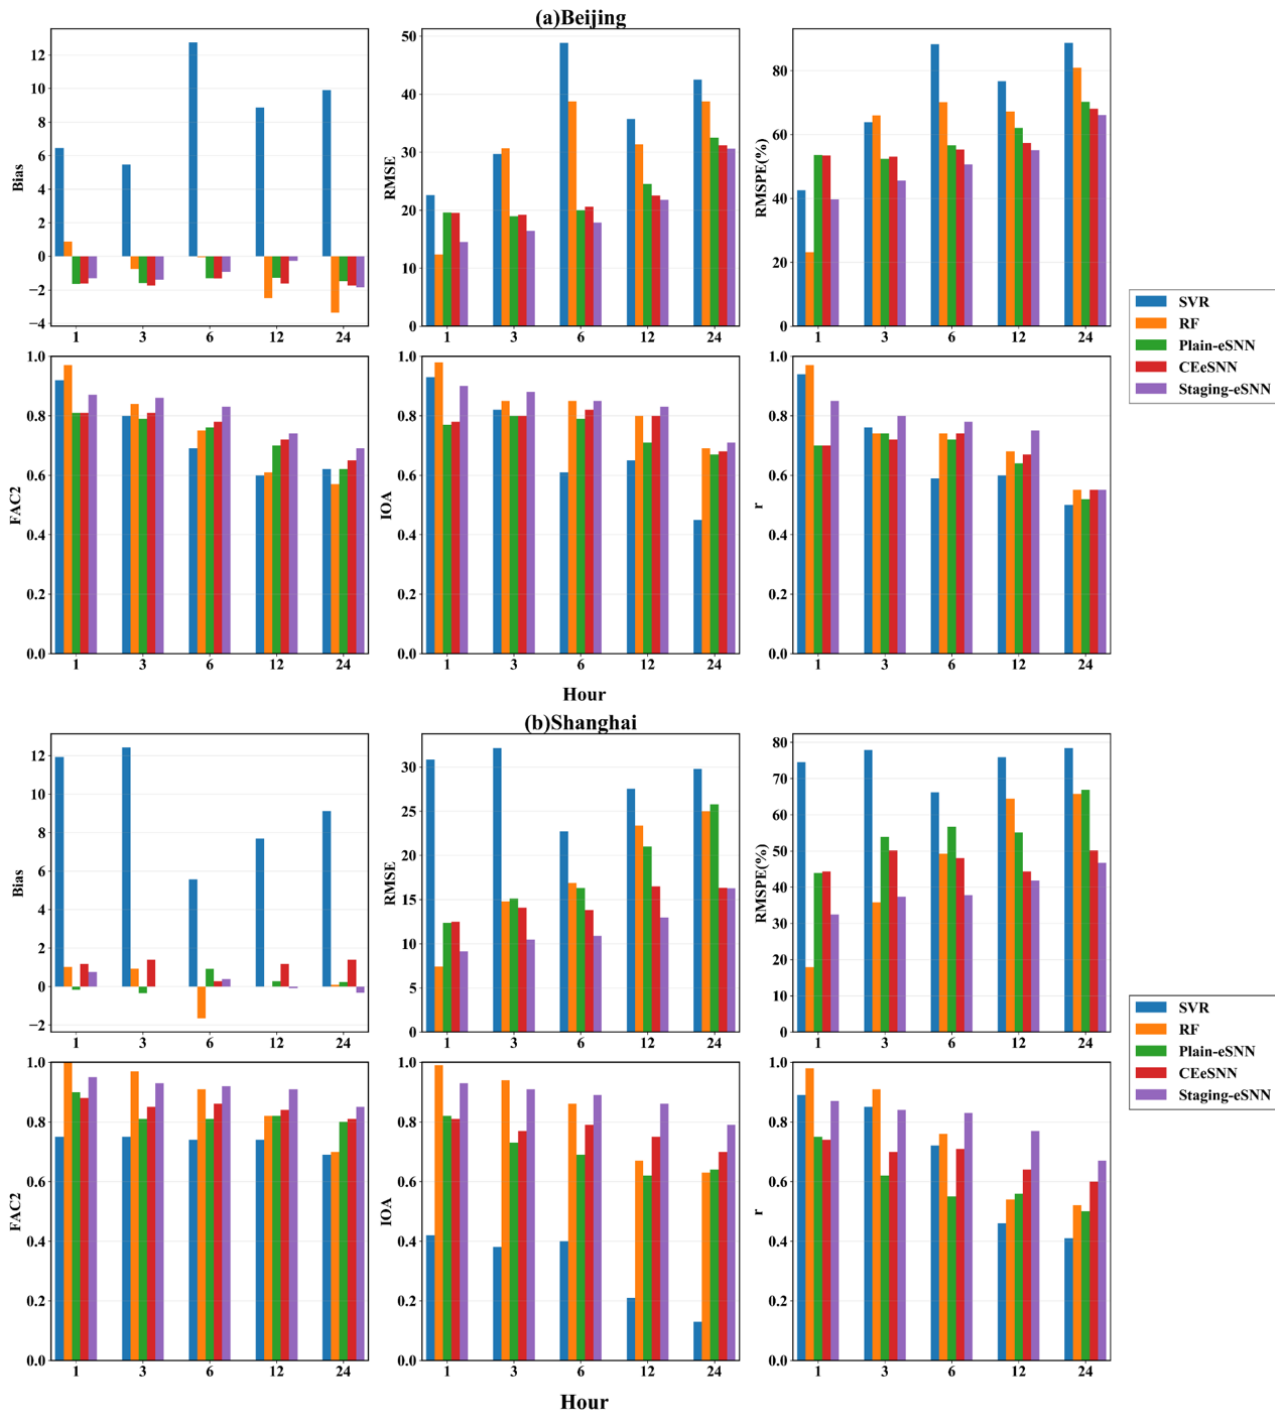 (a)Beijing
12
10
8
6
4
2
0
−2
−4
Bias
1 3 6 12 24
50
40
30
20
10
0
RMSE
1 3 6 12 24
80
60
40
20
0
RMSPE(%)
1 3 6 12 24
SVR
RF
Plain-eSNN
CEeSNN
Staging-eSNN
1.0
0.8
0.6
0.4
0.2
0.0
FAC2
1 3 6 12 24
1.0
0.8
0.6
0.4
0.2
0.0
IOA
1 3 6 12 24
1.0
0.8
0.6
0.4
0.2
0.0
r
1 3 6 12 24
Hour
(b)Shanghai
12
10
8
6
4
2
0
−2
Bias
1 3 6 12 24
30
25
20
15
10
5
0
RMSE
1 3 6 12 24
80
70
60
50
40
30
20
10
0
RMSPE(%)
1 3 6 12 24
SVR
RF
Plain-eSNN
CEeSNN
Staging-eSNN
1.0
0.8
0.6
0.4
0.2
0.0
FAC2
1 3 6 12 24
1.0
0.8
0.6
0.4
0.2
0.0
IOA
1 3 6 12 24
1.0
0.8
0.6
0.4
0.2
0.0
r
1 3 6 12 24
Hour